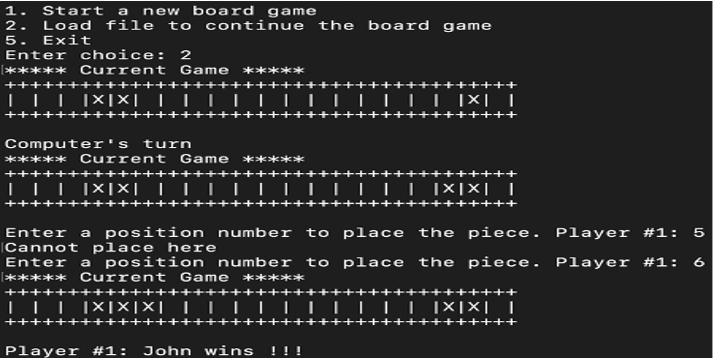 1. Start a new board game
2. Load file to continue the board game
5. Exit
Enter choice: 2
***** Current Game *****
+++++++++++++++++++++++++++++++++++++++++
| | | |X|X| | | | | | | | | | | | | |X| |
+++++++++++++++++++++++++++++++++++++++++
Computer's turn
***** Current Game *****
+++++++++++++++++++++++++++++++++++++++++
| | | |X|X| | | | | | | | | | | | |X|X| |
+++++++++++++++++++++++++++++++++++++++++
Enter a position number to place the piece. Player #1: 5
Cannot place here
Enter a position number to place the piece. Player #1: 6
***** Current Game *****
+++++++++++++++++++++++++++++++++++++++++
| | | |X|X|X| | | | | | | | | | | |X|X| |
+++++++++++++++++++++++++++++++++++++++++
Player #1: John wins !!!